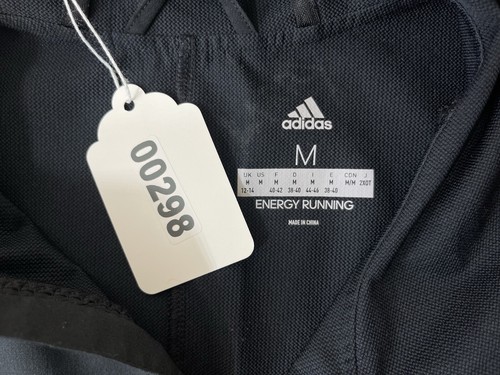 00298
adidas
M
UK US F D I E CDN J
M M M M M M M/M 2XOT
12-14 40-42 38-40 44-46 38-40
ENERGY RUNNING
MADE IN CHINA